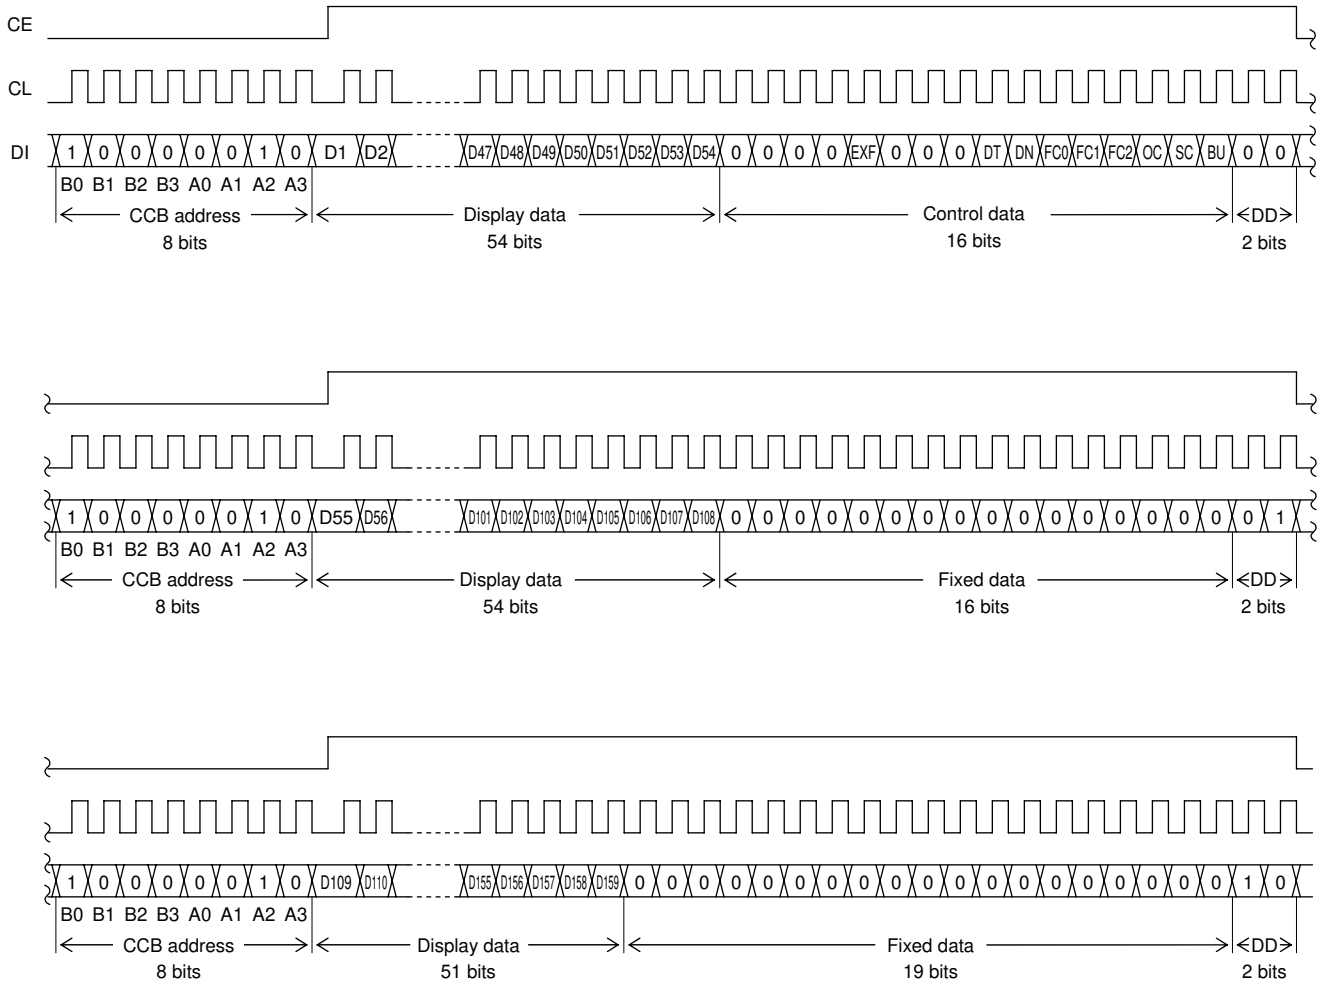 CE
CL
DI 1 0 0 0 0 0 1 0 D1 D2 D47 D48 D49 D50 D51 D52 D53 D54 0 0 0 0 EXF 0 0 0 DT DN FC0 FC1 FC2 OC SC BU 0 0
B0 B1 B2 B3 A0 A1 A2 A3
CCB address Display data Control data DD
8 bits 54 bits 16 bits 2 bits
1 0 0 0 0 0 1 0 D55 D56 D101 D102 D103 D104 D105 D106 D107 D108 0 0 0 0 0 0 0 0 0 0 0 0 0 0 0 0 0 1
B0 B1 B2 B3 A0 A1 A2 A3
CCB address Display data Fixed data DD
8 bits 54 bits 16 bits 2 bits
1 0 0 0 0 0 1 0 D109 D110 D155 D156 D157 D158 D159 0 0 0 0 0 0 0 0 0 0 0 0 0 0 0 0 0 0 0 1 0
B0 B1 B2 B3 A0 A1 A2 A3
CCB address Display data Fixed data DD
8 bits 51 bits 19 bits 2 bits